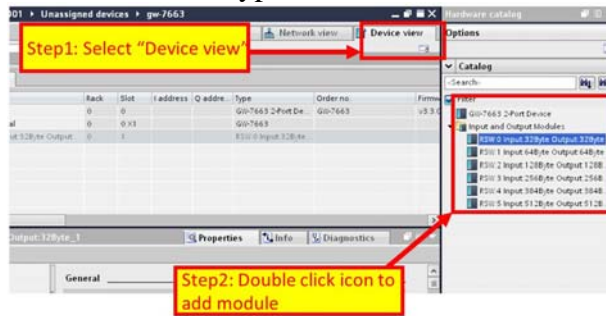 001 › Unassigned devices › gw-7663
Hardware catalog
Network view
Device view
Options
Step1: Select “Device view”
Catalog
<Search>
Filter
Rack
Slot
I address
Q addre...
Type
Order no.
Firmw
0
0
GW-7663 2-Port De...
GW-7663
v3.3.0
0
0 X1
GW-7663
0
1
RSW 0 Input:32Byte...
GW-7663 2-Port Device
Input and Output Modules
RSW:0 Input:32Byte Output:32Byte
RSW:1 Input:64Byte Output:64Byte
RSW:2 Input:128Byte Output:128B...
RSW:3 Input:256Byte Output:256B...
RSW:4 Input:384Byte Output:384B...
RSW:5 Input:512Byte Output:512B...
Output:32Byte_1
Properties
Info
Diagnostics
General
Step2: Double click icon to
add module